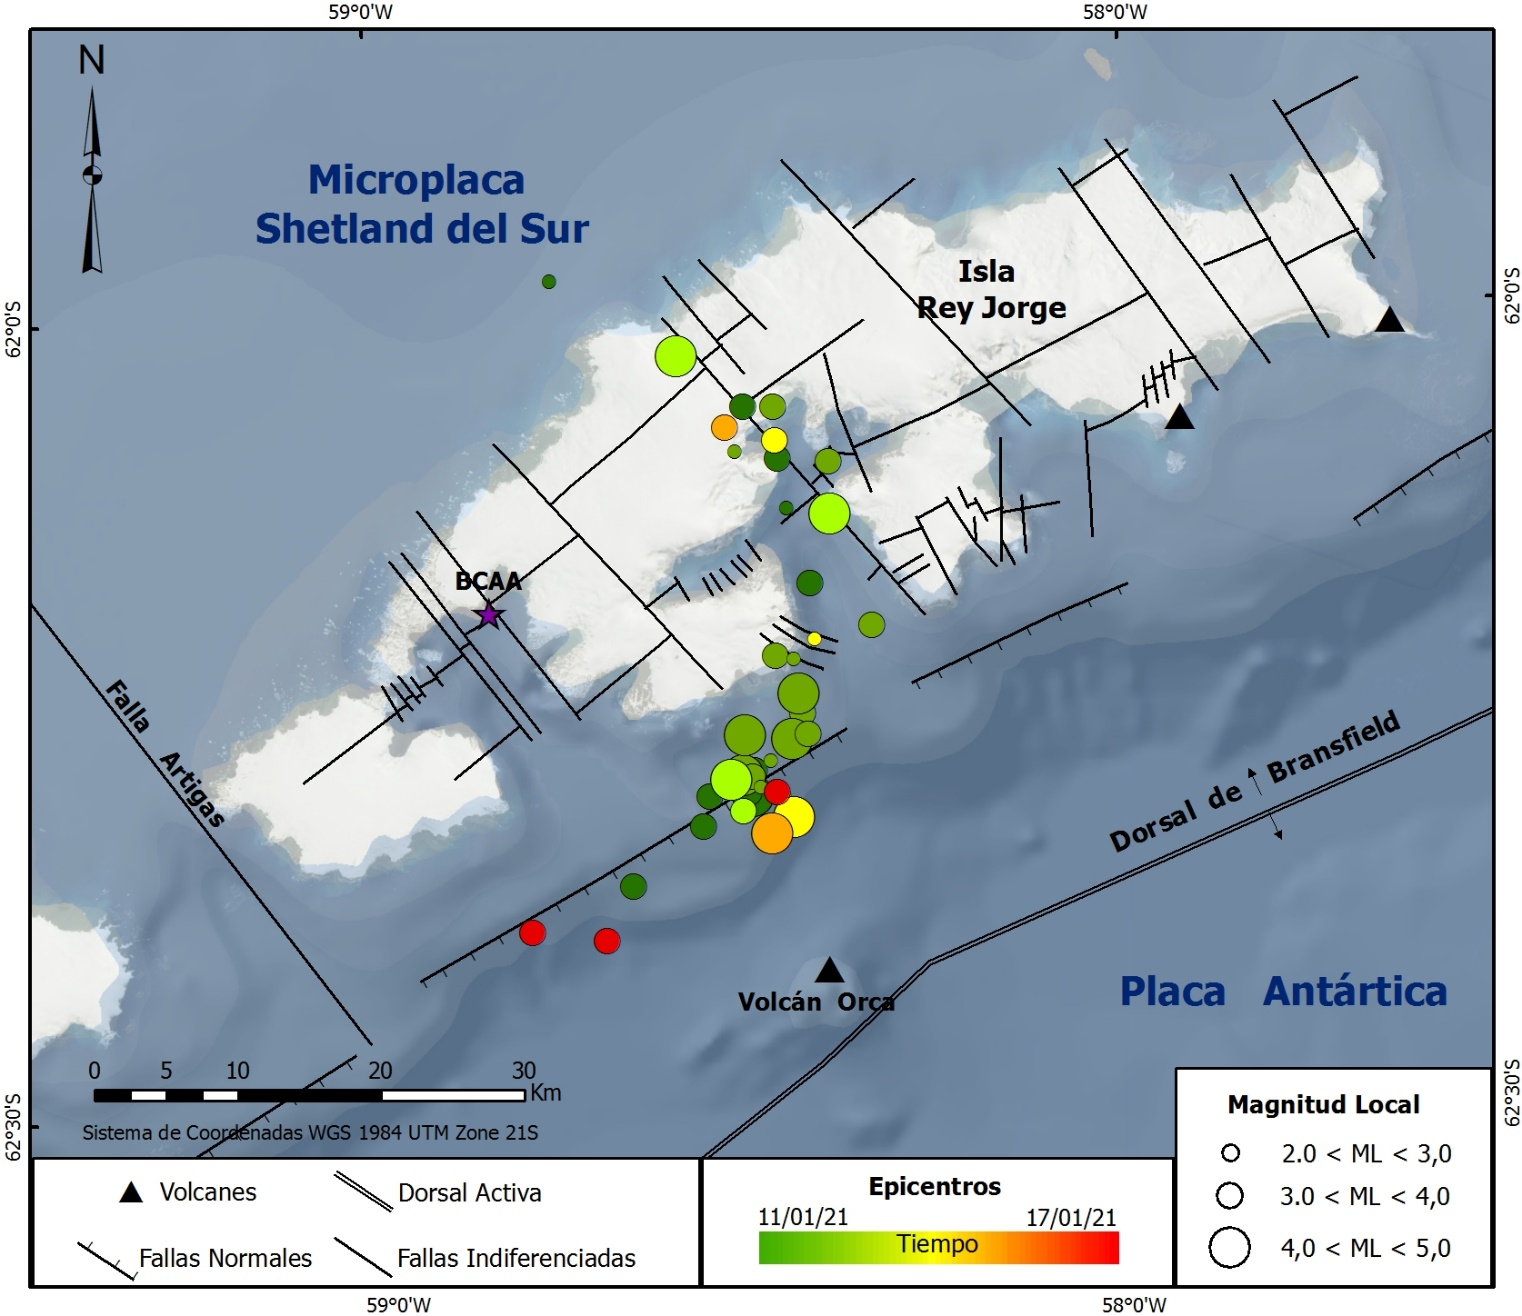 59°0'W
58°0'W
N
Microplaca
Shetland del Sur
Isla
Rey Jorge
62°0'S
62°0'S
BCAA
Falla Artigas
Dorsal de Bransfield
Volcán Orca
Placa Antártica
0 5 10 20 30
Km
Sistema de Coordenadas WGS 1984 UTM Zone 21S
62°30'S
62°30'S
Volcanes
Dorsal Activa
Fallas Normales
Fallas Indiferenciadas
Epicentros
11/01/21 17/01/21
Tiempo
Magnitud Local
2.0 < ML < 3,0
3.0 < ML < 4,0
4,0 < ML < 5,0
59°0'W
58°0'W